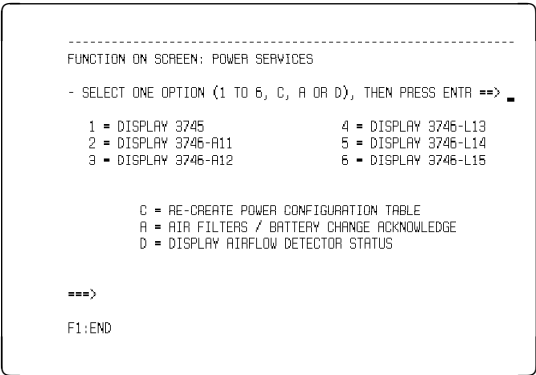 FUNCTION ON SCREEN: POWER SERVICES
- SELECT ONE OPTION (1 TO 6, C, A OR D), THEN PRESS ENTR ==> _
1 = DISPLAY 3745 4 = DISPLAY 3746-L13
2 = DISPLAY 3746-A11 5 = DISPLAY 3746-L14
3 = DISPLAY 3746-A12 6 = DISPLAY 3746-L15
C = RE-CREATE POWER CONFIGURATION TABLE
A = AIR FILTERS / BATTERY CHANGE ACKNOWLEDGE
D = DISPLAY AIRFLOW DETECTOR STATUS
===>
F1:END